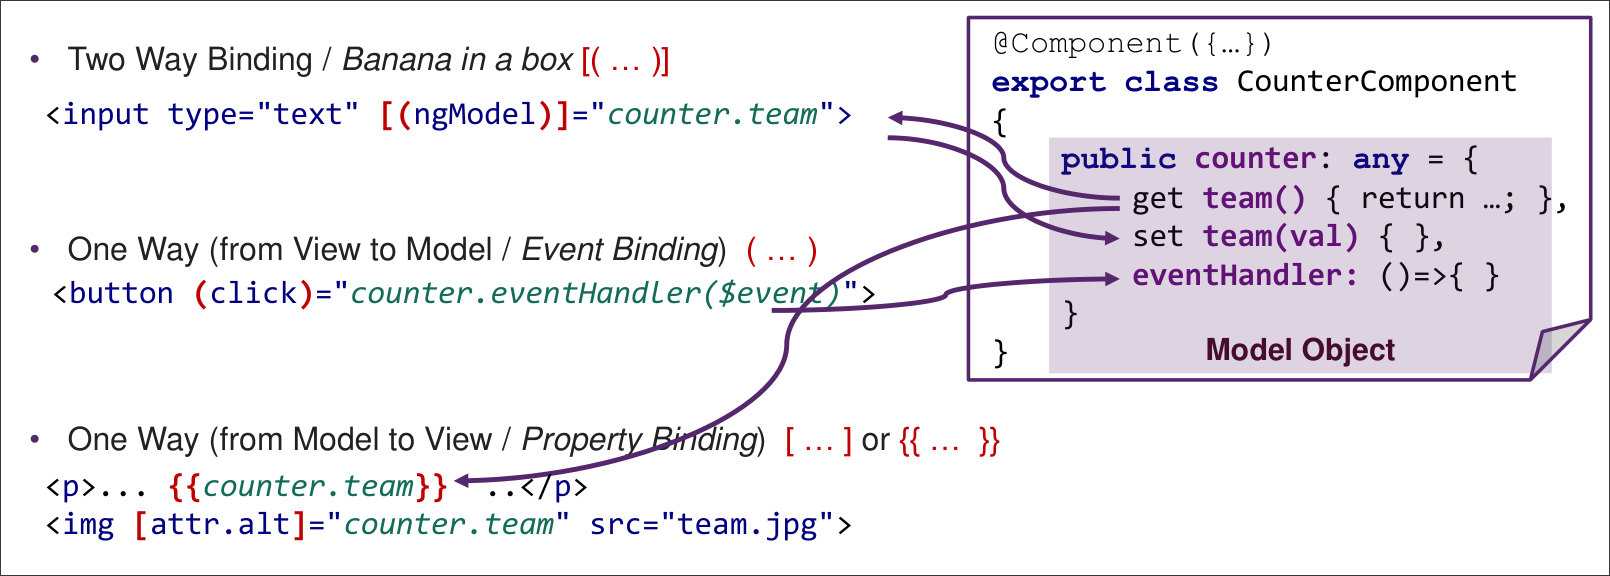 • Two Way Binding / Banana in a box [( … )]
<input type="text" [(ngModel)]="counter.team">
• One Way (from View to Model / Event Binding) ( … )
<button (click)="counter.eventHandler($event)">
• One Way (from Model to View / Property Binding) [ … ] or {{ … }}
<p>... {{counter.team}} ..</p>
<img [attr.alt]="counter.team" src="team.jpg">
@Component({…})
export class CounterComponent
{
public counter: any = {
get team() { return …; },
set team(val) { },
eventHandler: ()=>{ }
}
Model Object
}